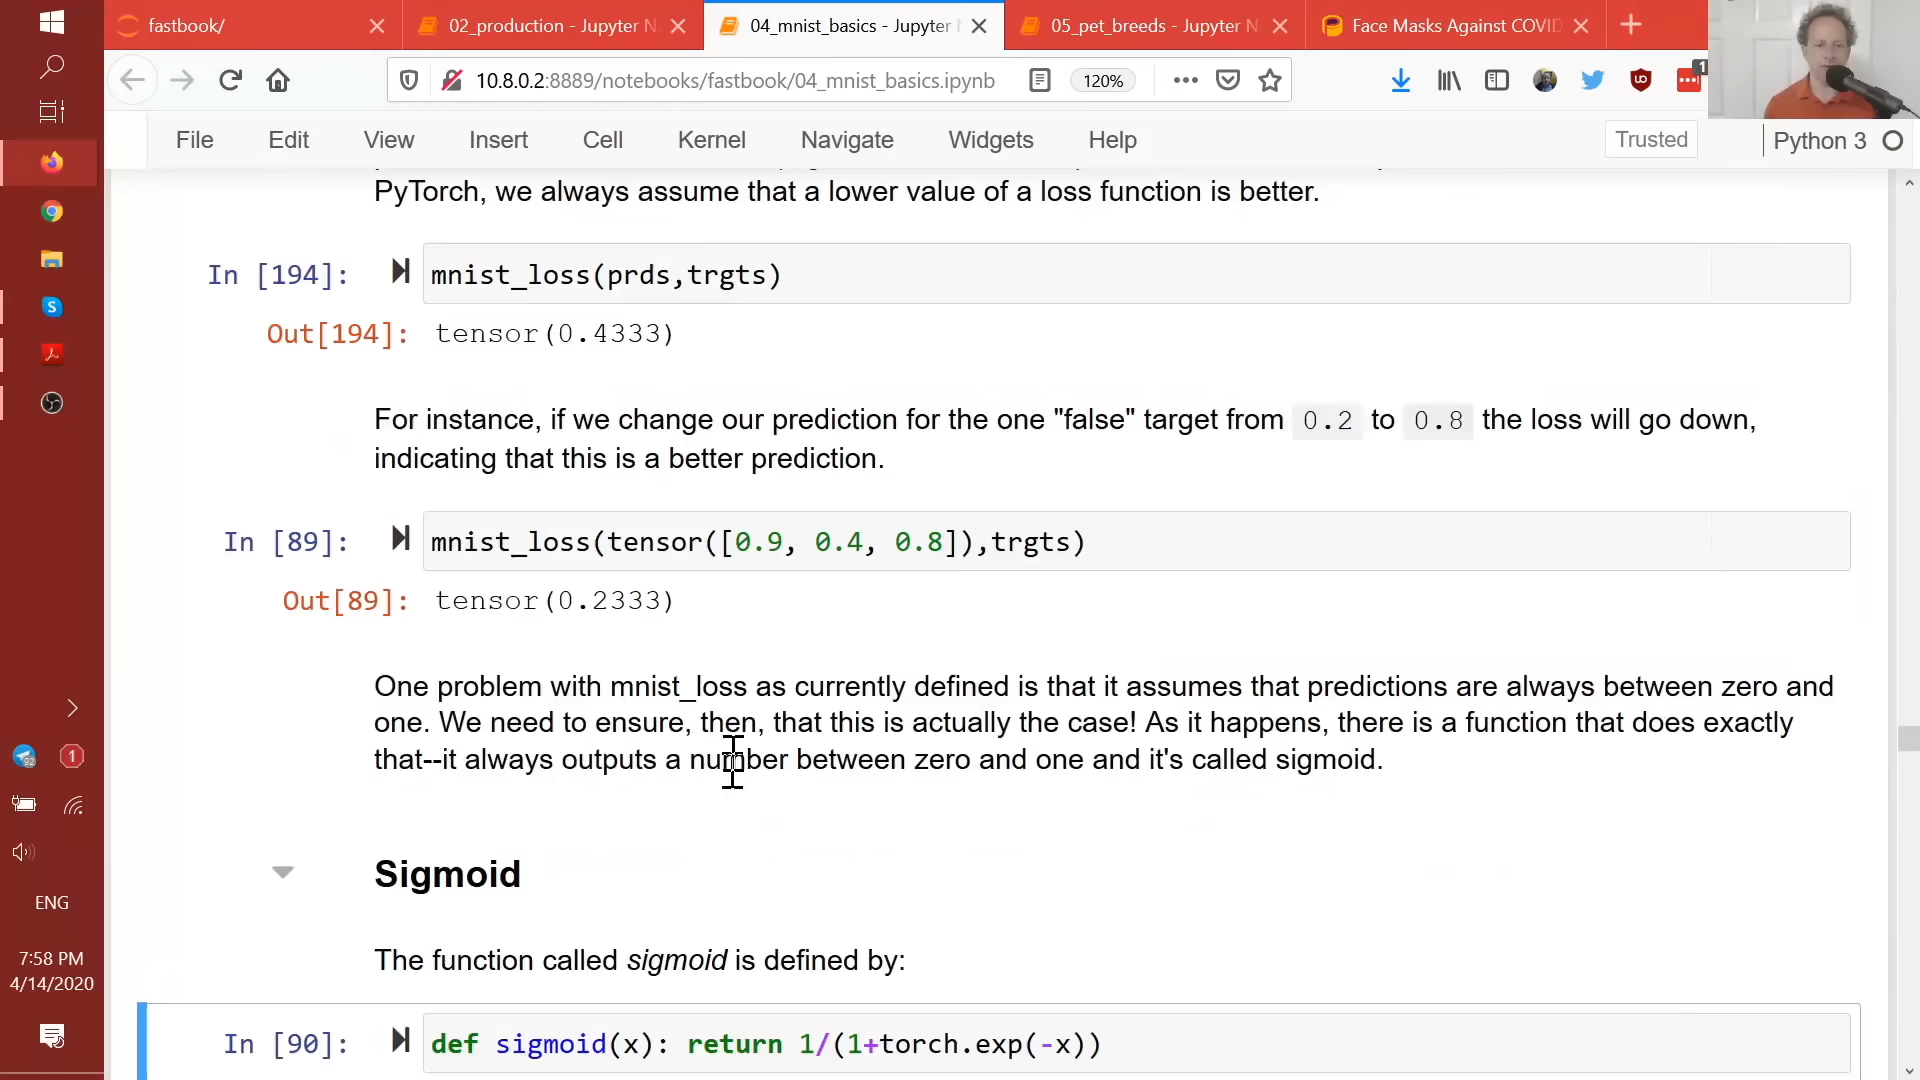 fastbook/
02_production - Jupyter N
04_mnist_basics - Jupyter
05_pet_breeds - Jupyter N
Face Masks Against COVID
10.8.0.2:8889/notebooks/fastbook/04_mnist_basics.ipynb
120%
1
File Edit View Insert Cell Kernel Navigate Widgets Help
Trusted
Python 3
PyTorch, we always assume that a lower value of a loss function is better.
In [194]: mnist_loss(prds,trgts)
Out[194]: tensor(0.4333)
For instance, if we change our prediction for the one "false" target from 0.2 to 0.8 the loss will go down,
indicating that this is a better prediction.
In [89]: mnist_loss(tensor([0.9, 0.4, 0.8]),trgts)
Out[89]: tensor(0.2333)
One problem with mnist_loss as currently defined is that it assumes that predictions are always between zero and
one. We need to ensure, then, that this is actually the case! As it happens, there is a function that does exactly
that--it always outputs a number between zero and one and it's called sigmoid.
Sigmoid
The function called sigmoid is defined by:
In [90]: def sigmoid(x): return 1/(1+torch.exp(-x))
92
1
ENG
7:58 PM
4/14/2020